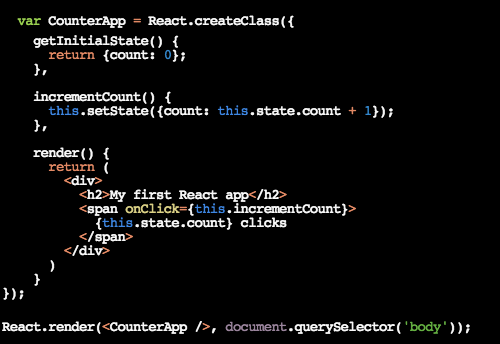 var CounterApp = React.createClass({
getInitialState() {
return {count: 0};
},
incrementCount() {
this.setState({count: this.state.count + 1});
},
render() {
return (
<div>
<h2>My first React app</h2>
<span onClick={this.incrementCount}>
{this.state.count} clicks
</span>
</div>
)
}
});
React.render(<CounterApp />, document.querySelector('body'));